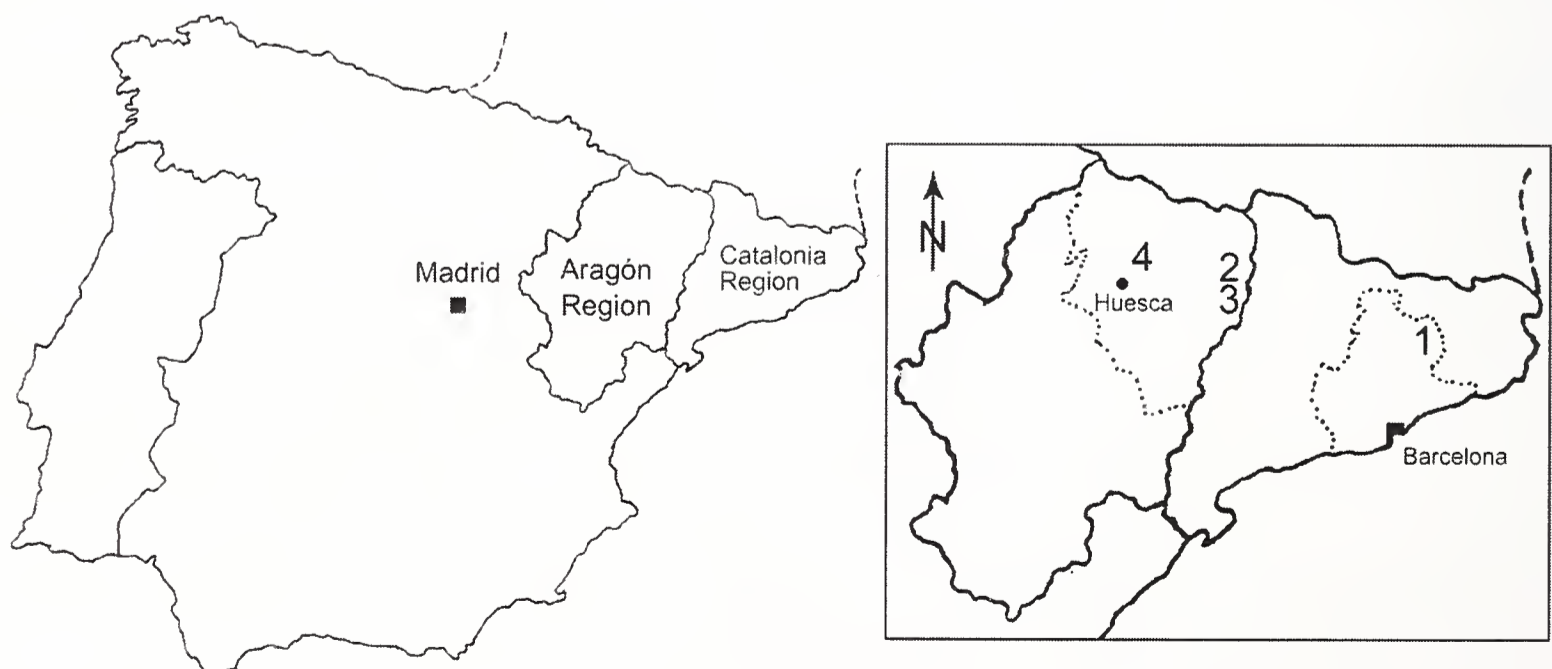 Madrid
Aragón
Region
Catalonia
Region
N
4
Huesca
2
3
1
Barcelona